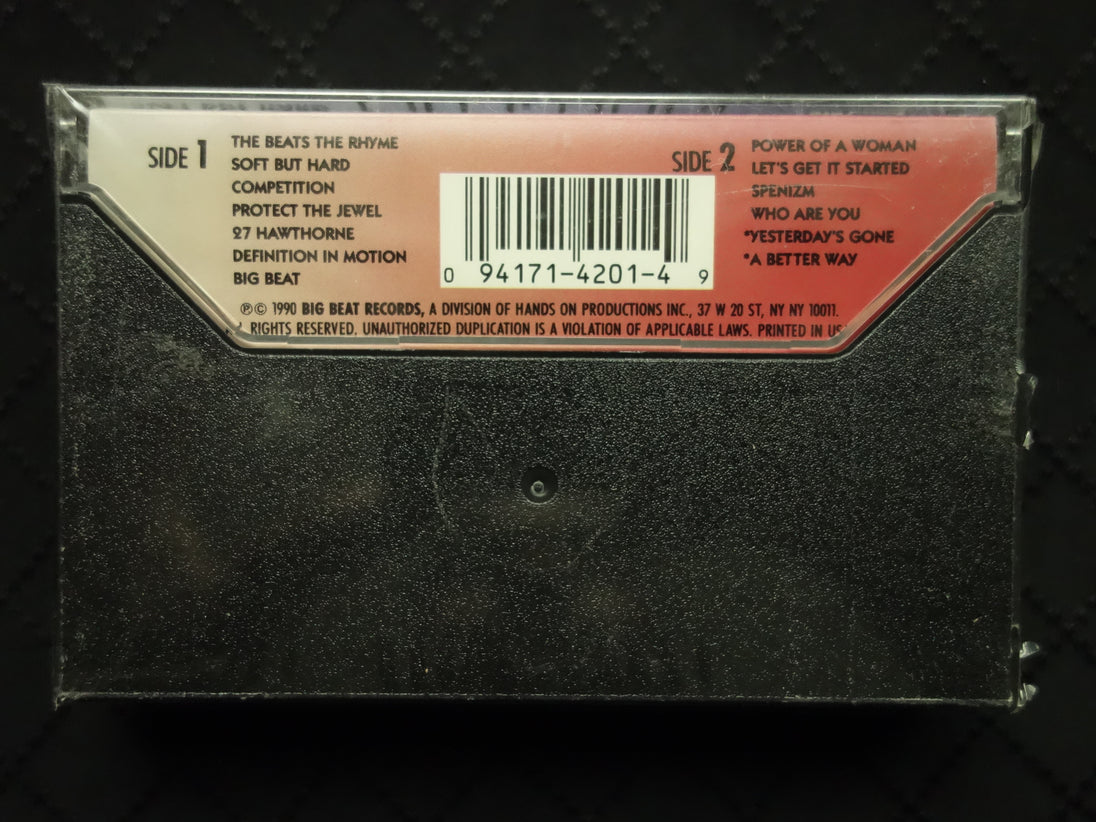 SIDE 1
THE BEATS THE RHYME
SOFT BUT HARD
COMPETITION
PROTECT THE JEWEL
27 HAWTHORNE
DEFINITION IN MOTION
BIG BEAT
SIDE 2
POWER OF A WOMAN
LET'S GET IT STARTED
SPENIZM
WHO ARE YOU
*YESTERDAY'S GONE
*A BETTER WAY
0 94171-4201-4 9
℗© 1990 BIG BEAT RECORDS, A DIVISION OF HANDS ON PRODUCTIONS INC., 37 W 20 ST, NY NY 10011.
RIGHTS RESERVED. UNAUTHORIZED DUPLICATION IS A VIOLATION OF APPLICABLE LAWS. PRINTED IN US